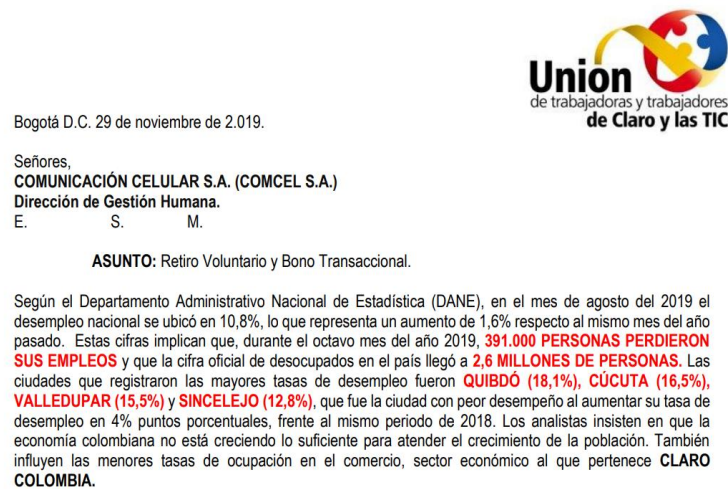 Unión
de trabajadoras y trabajadores
de Claro y las TIC
Bogotá D.C. 29 de noviembre de 2.019.
Señores,
COMUNICACIÓN CELULAR S.A. (COMCEL S.A.)
Dirección de Gestión Humana.
E. S. M.
ASUNTO: Retiro Voluntario y Bono Transaccional.
Según el Departamento Administrativo Nacional de Estadística (DANE), en el mes de agosto del 2019 el
desempleo nacional se ubicó en 10,8%, lo que representa un aumento de 1,6% respecto al mismo mes del año
pasado. Estas cifras implican que, durante el octavo mes del año 2019, 391.000 PERSONAS PERDIERON
SUS EMPLEOS y que la cifra oficial de desocupados en el país llegó a 2,6 MILLONES DE PERSONAS. Las
ciudades que registraron las mayores tasas de desempleo fueron QUIBDÓ (18,1%), CÚCUTA (16,5%),
VALLEDUPAR (15,5%) y SINCELEJO (12,8%), que fue la ciudad con peor desempeño al aumentar su tasa de
desempleo en 4% puntos porcentuales, frente al mismo periodo de 2018. Los analistas insisten en que la
economía colombiana no está creciendo lo suficiente para atender el crecimiento de la población. También
influyen las menores tasas de ocupación en el comercio, sector económico al que pertenece CLARO
COLOMBIA.